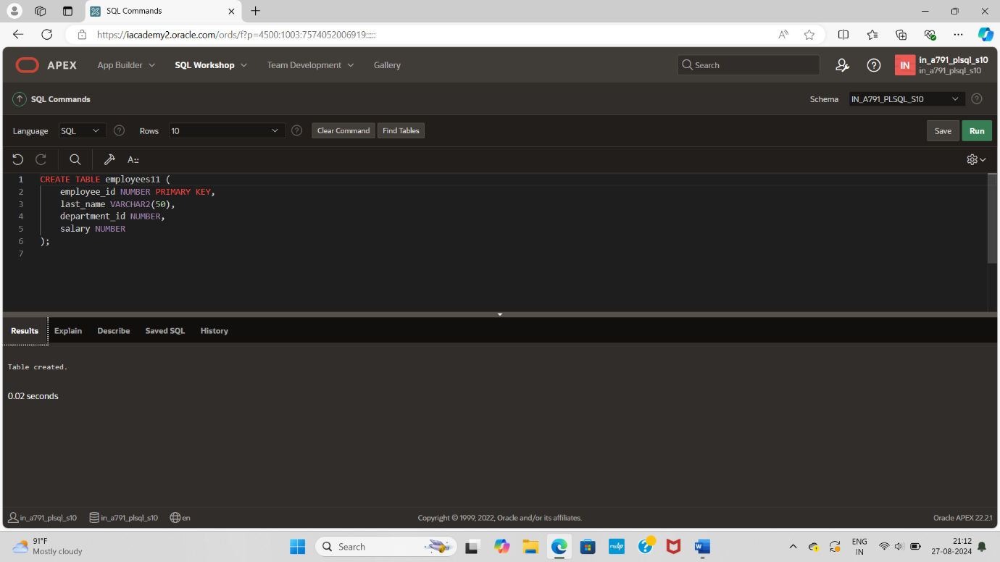 SQL Commands
https://iacademy2.oracle.com/ords/f?p=4500:1003:7574052006919:::::
APEX App Builder SQL Workshop Team Development Gallery Search IN in_a791_plsql_s10
in_a791_plsql_s10
SQL Commands Schema IN_A791_PLSQL_S10
Language SQL Rows 10 Clear Command Find Tables Save Run
A::
1 CREATE TABLE employees11 (
2 employee_id NUMBER PRIMARY KEY,
3 last_name VARCHAR2(50),
4 department_id NUMBER,
5 salary NUMBER
6 );
7
Results Explain Describe Saved SQL History
Table created.
0.02 seconds
in_a791_plsql_s10 in_a791_plsql_s10 en Copyright © 1999, 2022, Oracle and/or its affiliates. Oracle APEX 22.2.1
91°F
Mostly cloudy
Search
myhp
W
ENG
IN
21:12
27-08-2024